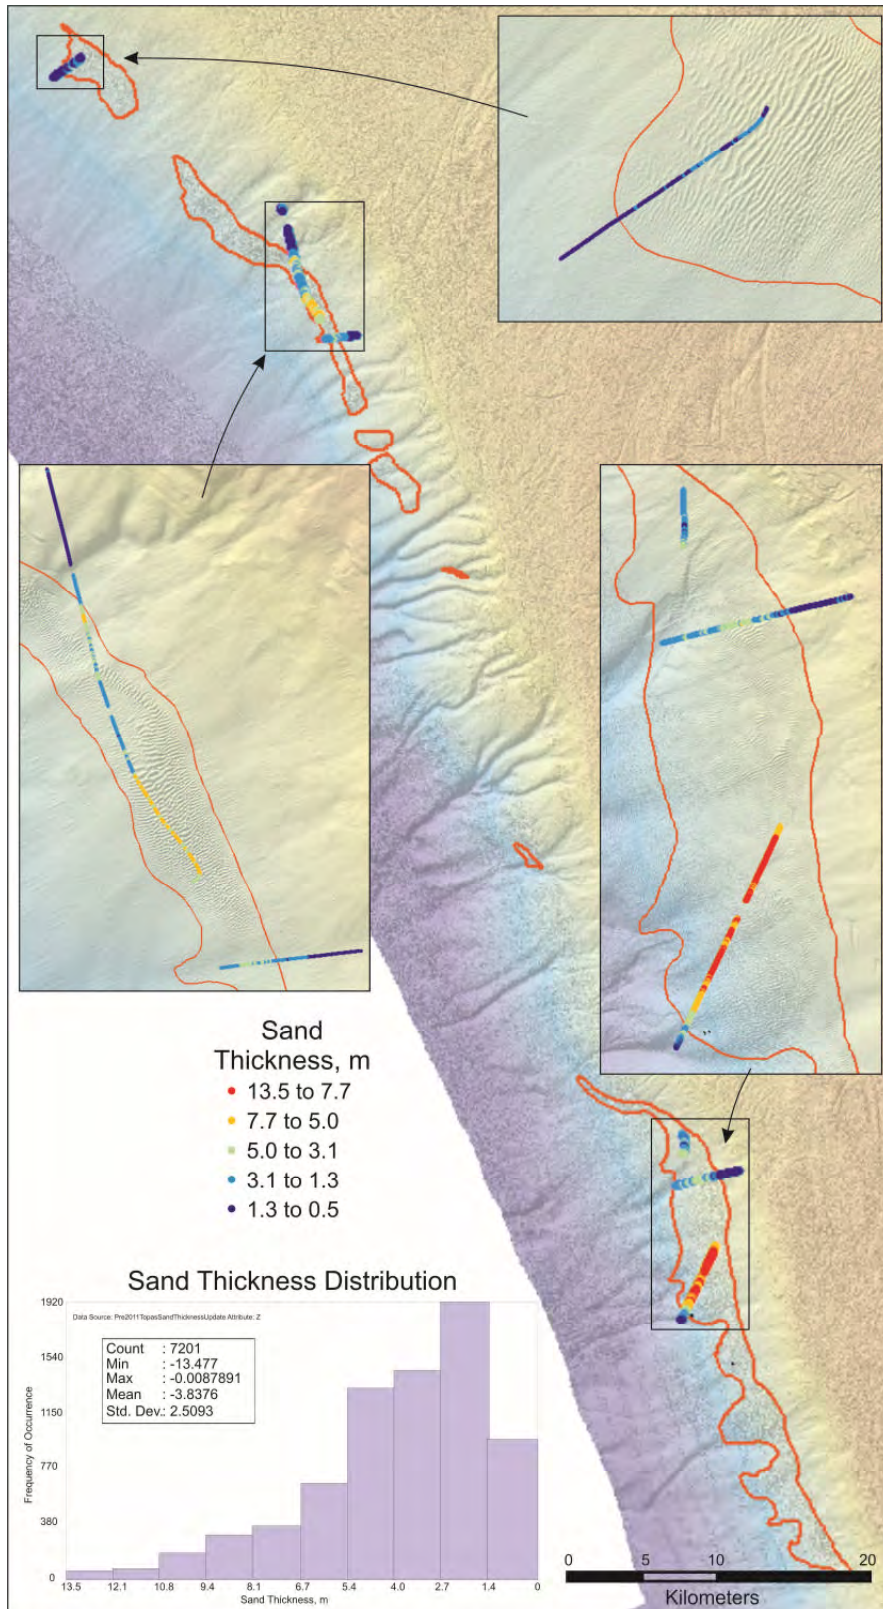 Sand
Thickness, m
13.5 to 7.7
7.7 to 5.0
5.0 to 3.1
3.1 to 1.3
1.3 to 0.5
Sand Thickness Distribution
Data Source: Pre2011TopasSandThicknessUpdate Attribute: Z
Count : 7201
Min : -13.477
Max : -0.0087891
Mean : -3.8376
Std. Dev.: 2.5093
Frequency of Occurrence
1920
1540
1150
770
380
0
13.5 12.1 10.8 9.4 8.1 6.7 5.4 4.0 2.7 1.4 0
Sand Thickness, m
0 5 10 20
Kilometers